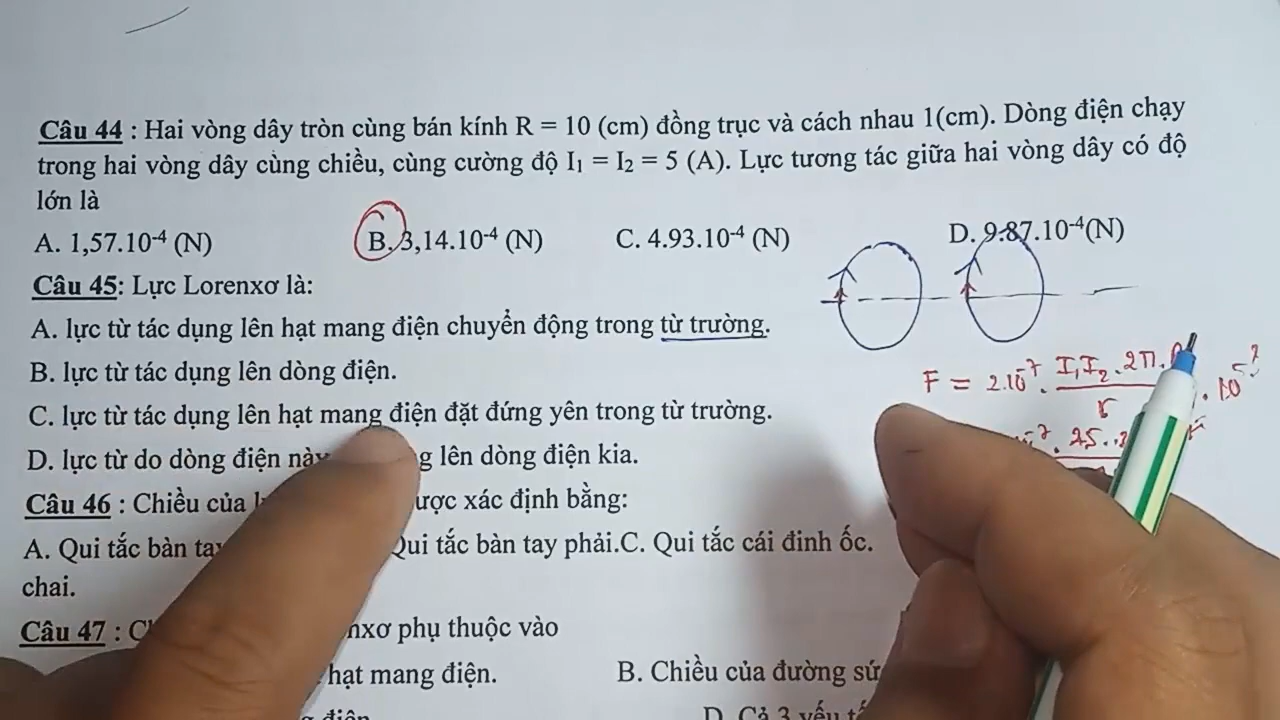 Câu 44 : Hai vòng dây tròn cùng bán kính R = 10 (cm) đồng trục và cách nhau 1(cm). Dòng điện chạy
trong hai vòng dây cùng chiều, cùng cường độ I₁ = I₂ = 5 (A). Lực tương tác giữa hai vòng dây có độ
lớn là
A. 1,57.10⁻⁴ (N) B. 3,14.10⁻⁴ (N) C. 4.93.10⁻⁴ (N) D. 9.87.10⁻⁴(N)
Câu 45: Lực Lorenxơ là:
A. lực từ tác dụng lên hạt mang điện chuyển động trong từ trường.
B. lực từ tác dụng lên dòng điện.
F = 2.10⁻⁷. I₁I₂.2π.
r
C. lực từ tác dụng lên hạt mang điện đặt đứng yên trong từ trường.
25.
D. lực từ do dòng điện lên dòng điện kia.
Câu 46 : Chiều của xác định bằng:
A. Qui tắc bàn Qui tắc bàn tay phải.C. Qui tắc cái đinh ốc.
chai.
Câu 47 : phụ thuộc vào
hạt mang điện. B. Chiều của đường
D. Cả 3 yếu